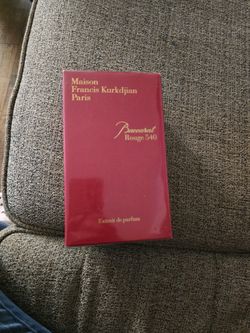 Maison
Francis Kurkdjian
Paris
Baccarat
Rouge 540
Extrait de parfum